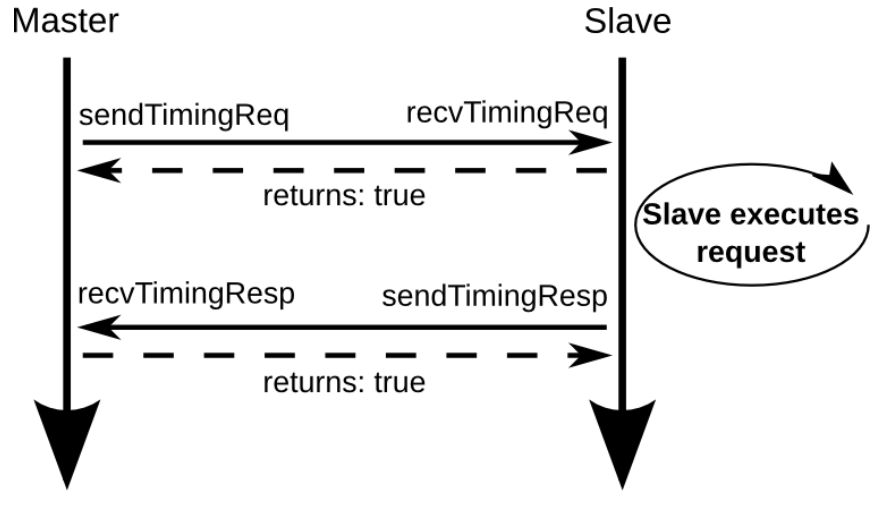 Master
Slave
sendTimingReq
recvTimingReq
returns: true
Slave executes
request
recvTimingResp
sendTimingResp
returns: true